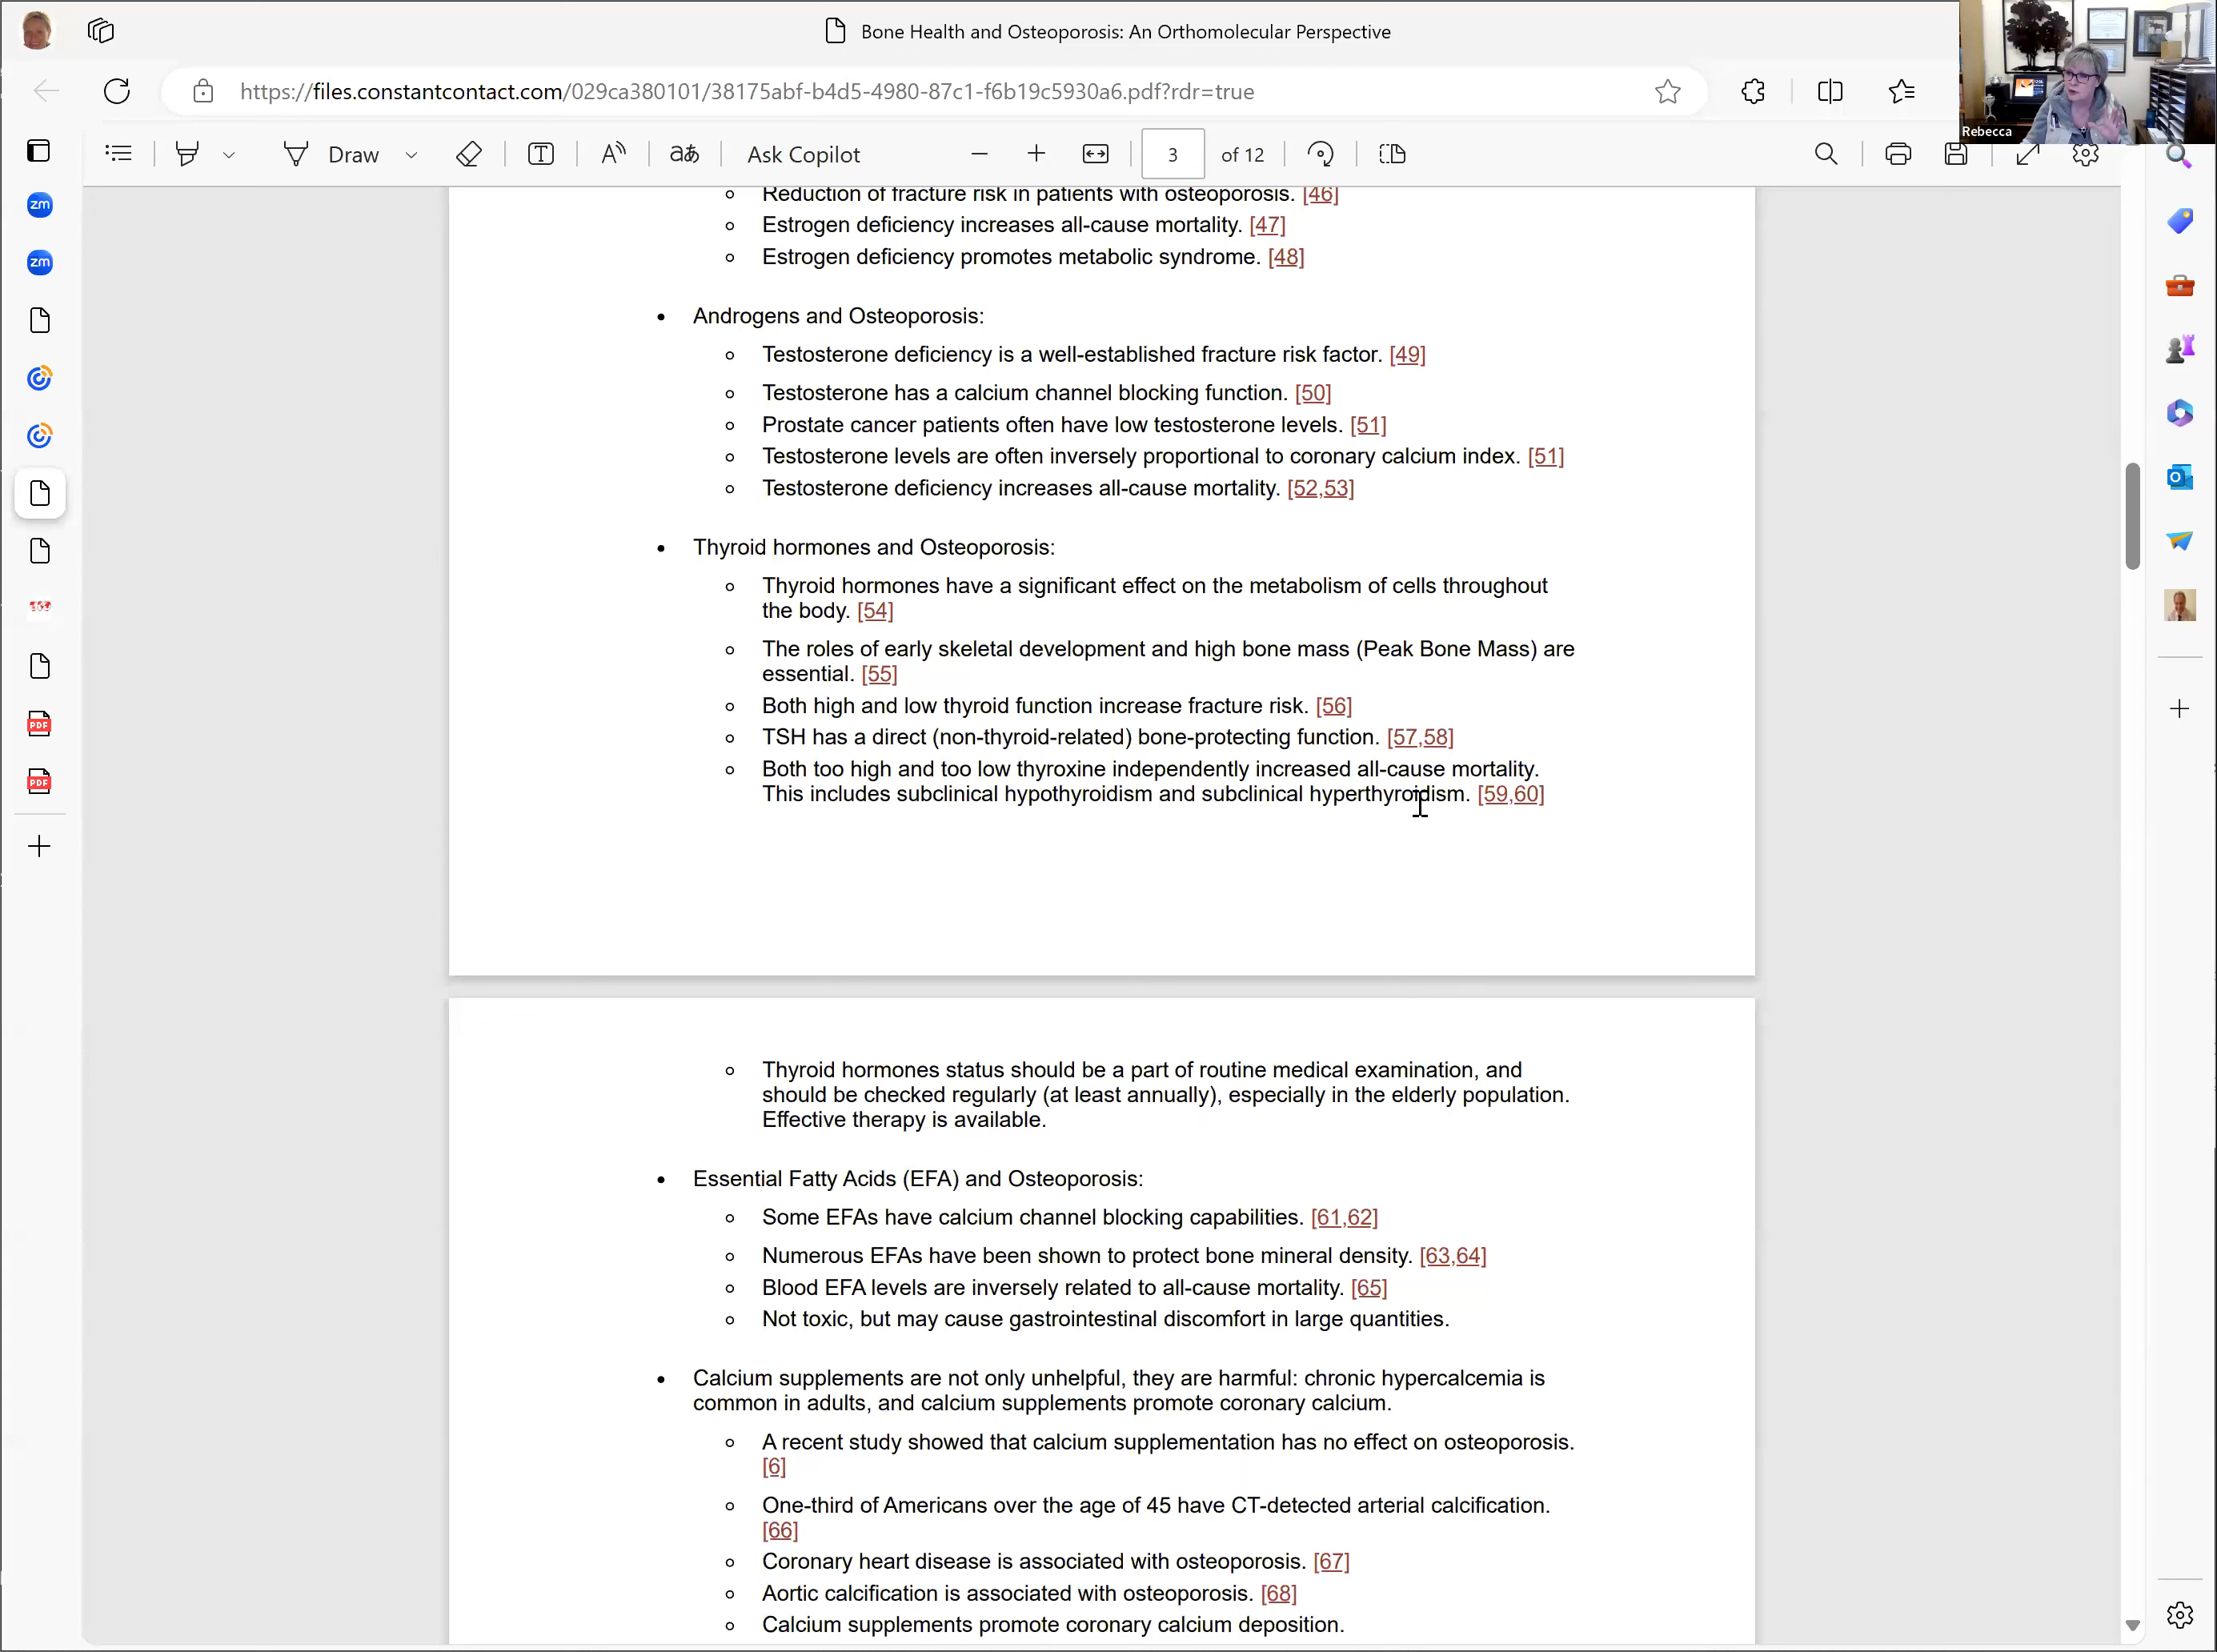 Bone Health and Osteoporosis: An Orthomolecular Perspective
https://files.constantcontact.com/029ca380101/38175abf-b4d5-4980-87c1-f6b19c5930a6.pdf?rdr=true
Rebecca
Draw
aあ
Ask Copilot
3 of 12
zm
zm
PDF
PDF
Reduction of fracture risk in patients with osteoporosis. [46]
Estrogen deficiency increases all-cause mortality. [47]
Estrogen deficiency promotes metabolic syndrome. [48]
Androgens and Osteoporosis:
Testosterone deficiency is a well-established fracture risk factor. [49]
Testosterone has a calcium channel blocking function. [50]
Prostate cancer patients often have low testosterone levels. [51]
Testosterone levels are often inversely proportional to coronary calcium index. [51]
Testosterone deficiency increases all-cause mortality. [52,53]
Thyroid hormones and Osteoporosis:
Thyroid hormones have a significant effect on the metabolism of cells throughout
the body. [54]
The roles of early skeletal development and high bone mass (Peak Bone Mass) are
essential. [55]
Both high and low thyroid function increase fracture risk. [56]
TSH has a direct (non-thyroid-related) bone-protecting function. [57,58]
Both too high and too low thyroxine independently increased all-cause mortality.
This includes subclinical hypothyroidism and subclinical hyperthyroidism. [59,60]
Thyroid hormones status should be a part of routine medical examination, and
should be checked regularly (at least annually), especially in the elderly population.
Effective therapy is available.
Essential Fatty Acids (EFA) and Osteoporosis:
Some EFAs have calcium channel blocking capabilities. [61,62]
Numerous EFAs have been shown to protect bone mineral density. [63,64]
Blood EFA levels are inversely related to all-cause mortality. [65]
Not toxic, but may cause gastrointestinal discomfort in large quantities.
Calcium supplements are not only unhelpful, they are harmful: chronic hypercalcemia is
common in adults, and calcium supplements promote coronary calcium.
A recent study showed that calcium supplementation has no effect on osteoporosis.
[6]
One-third of Americans over the age of 45 have CT-detected arterial calcification.
[66]
Coronary heart disease is associated with osteoporosis. [67]
Aortic calcification is associated with osteoporosis. [68]
Calcium supplements promote coronary calcium deposition.